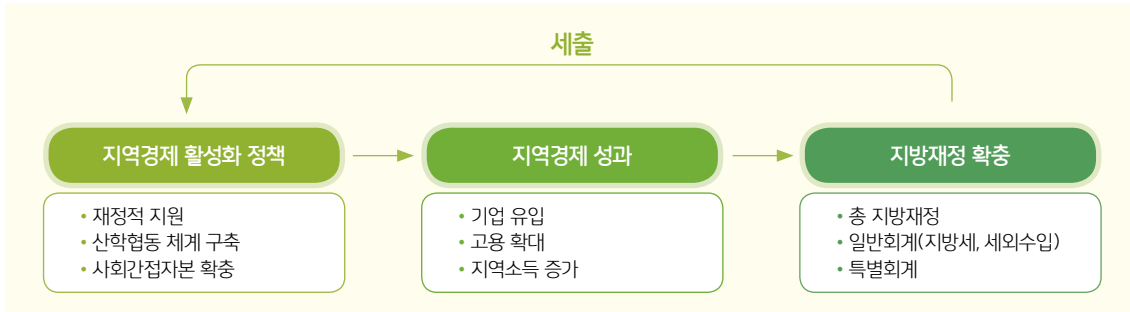 세출
지역경제 활성화 정책
• 재정적 지원
• 산학협동 체계 구축
• 사회간접자본 확충
지역경제 성과
• 기업 유입
• 고용 확대
• 지역소득 증가
지방재정 확충
• 총 지방재정
• 일반회계(지방세, 세외수입)
• 특별회계